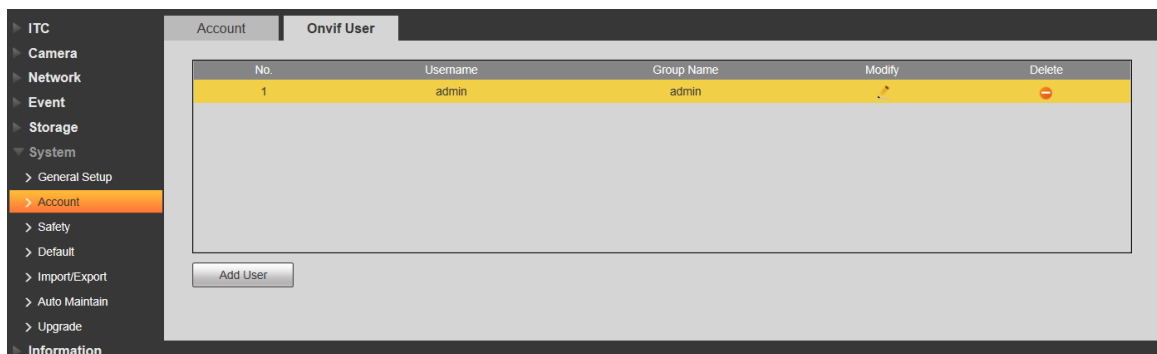 ITC
Camera
Network
Event
Storage
System
General Setup
Account
Safety
Default
Import/Export
Auto Maintain
Upgrade
Information
Account Onvif User
No. Username Group Name Modify Delete
1 admin admin
Add User